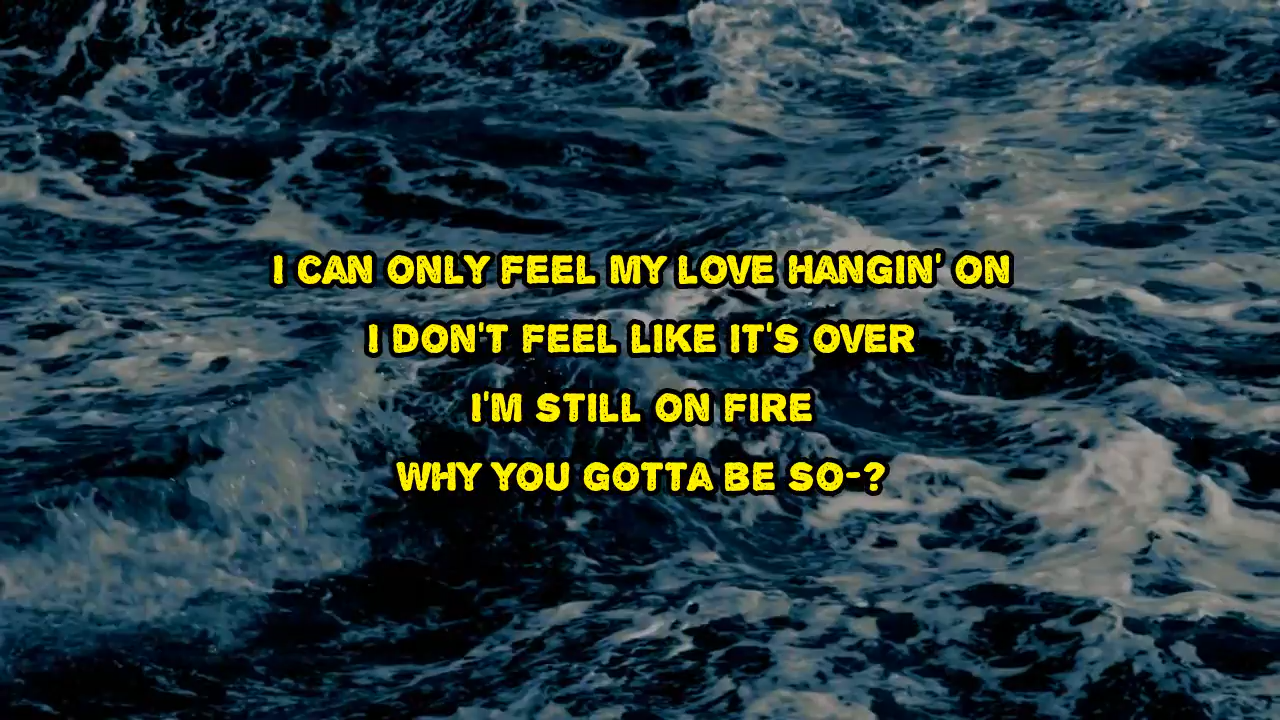 I CAN ONLY FEEL MY LOVE HANGIN' ON
I DON'T FEEL LIKE IT'S OVER
I'M STILL ON FIRE
WHY YOU GOTTA BE SO-?